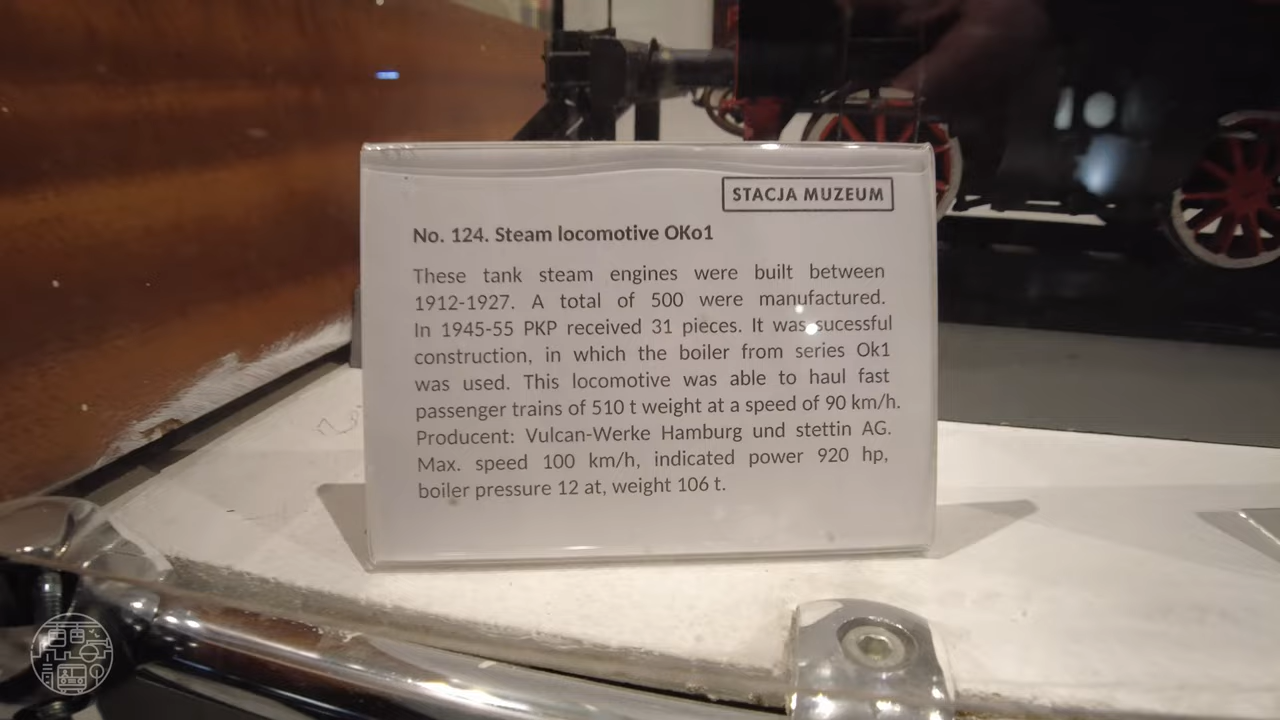 STACJA MUZEUM
No. 124. Steam locomotive OKo1
These tank steam engines were built between
1912-1927. A total of 500 were manufactured.
In 1945-55 PKP received 31 pieces. It was sucessful
construction, in which the boiler from series Ok1
was used. This locomotive was able to haul fast
passenger trains of 510 t weight at a speed of 90 km/h.
Producent: Vulcan-Werke Hamburg und stettin AG.
Max. speed 100 km/h, indicated power 920 hp,
boiler pressure 12 at, weight 106 t.